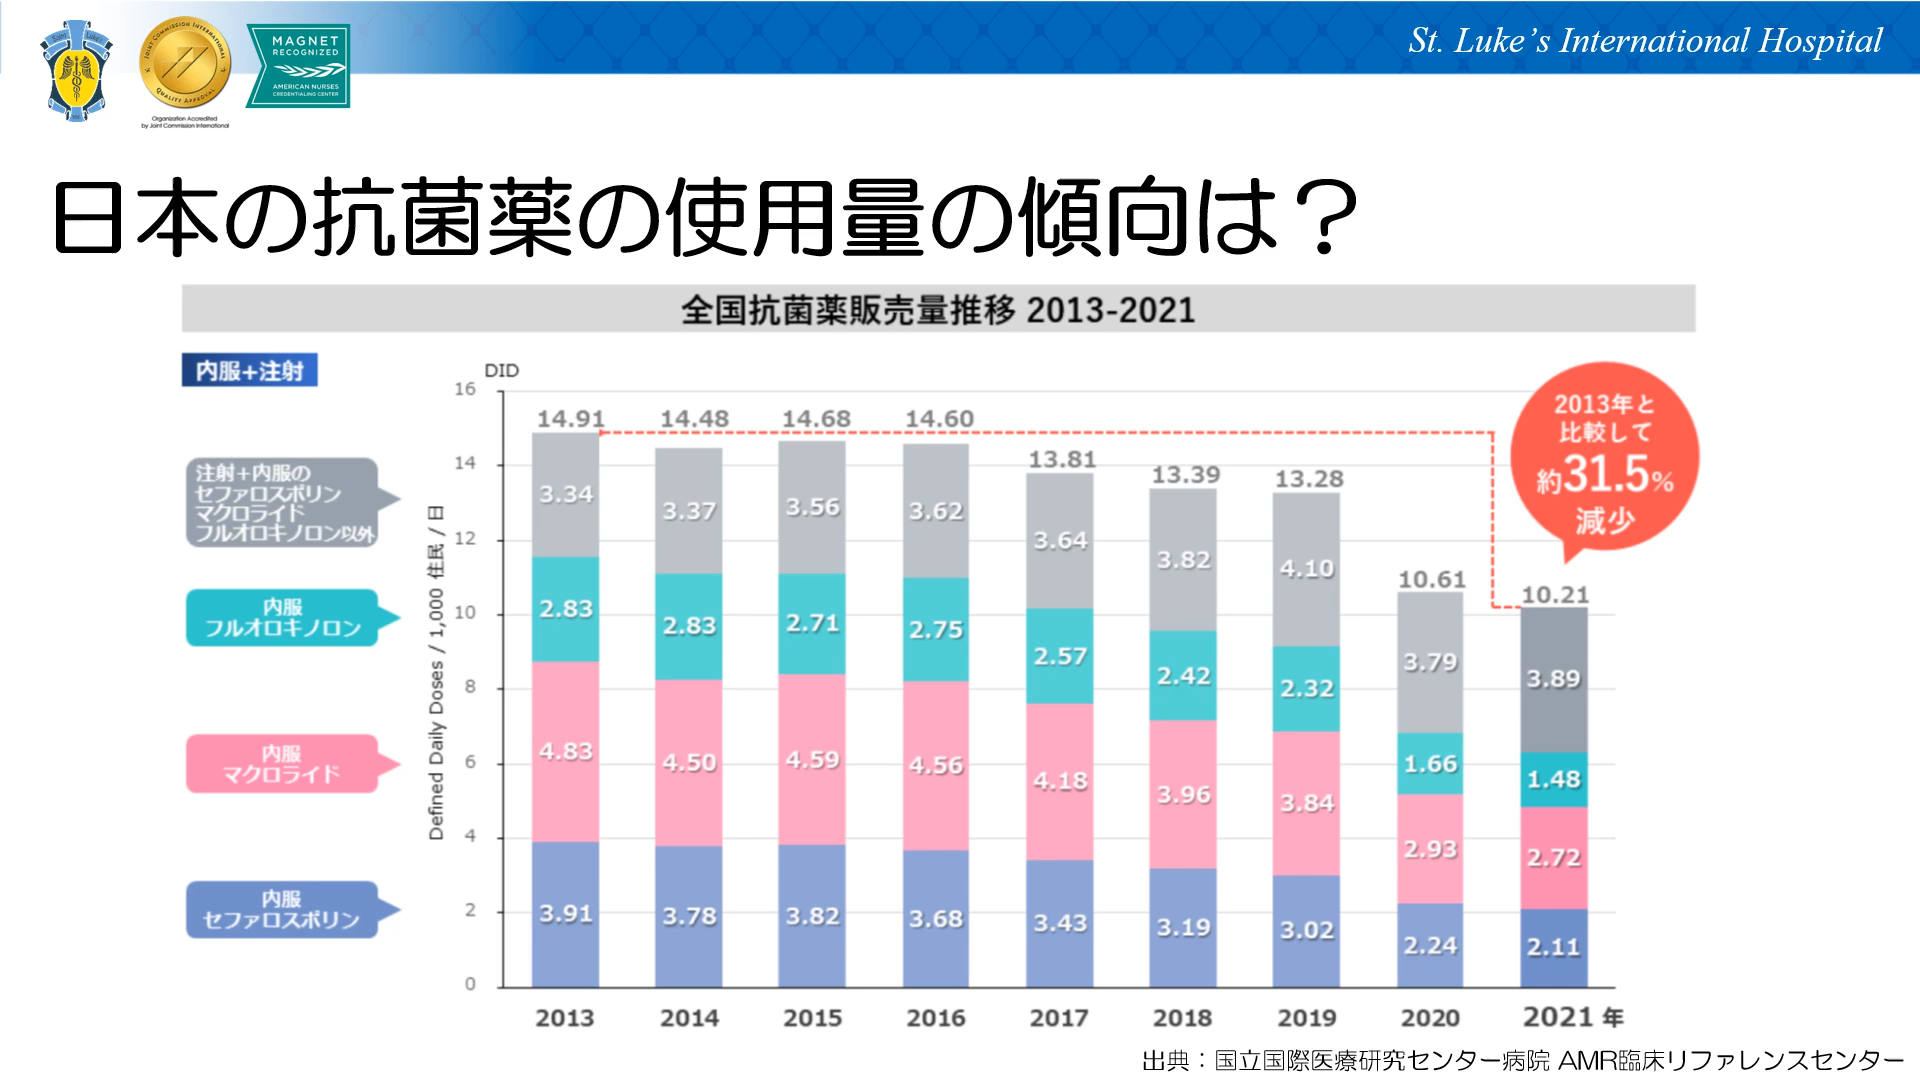 St. Luke's International Hospital
Saint Luke's
JOINT COMMISSION INTERNATIONAL
QUALITY APPROVAL
Organization Accredited
by Joint Commission International
MAGNET
RECOGNIZED
AMERICAN NURSES
CREDENTIALING CENTER
日本の抗菌薬の使用量の傾向は？
全国抗菌薬販売量推移 2013-2021
内服+注射
注射＋内服の
セファロスポリン
マクロライド
フルオロキノロン以外
内服
フルオロキノロン
内服
マクロライド
内服
セファロスポリン
DID
Defined Daily Doses / 1,000 住民 / 日
16
14
12
10
8
6
4
2
0
14.91
14.48
14.68
14.60
13.81
13.39
13.28
10.61
10.21
3.34
3.37
3.56
3.62
3.64
3.82
4.10
3.79
3.89
2.83
2.83
2.71
2.75
2.57
2.42
2.32
1.66
1.48
4.83
4.50
4.59
4.56
4.18
3.96
3.84
2.93
2.72
3.91
3.78
3.82
3.68
3.43
3.19
3.02
2.24
2.11
2013 2014 2015 2016 2017 2018 2019 2020 2021 年
2013年と
比較して
約31.5%
減少
出典：国立国際医療研究センター病院 AMR臨床リファレンスセンター